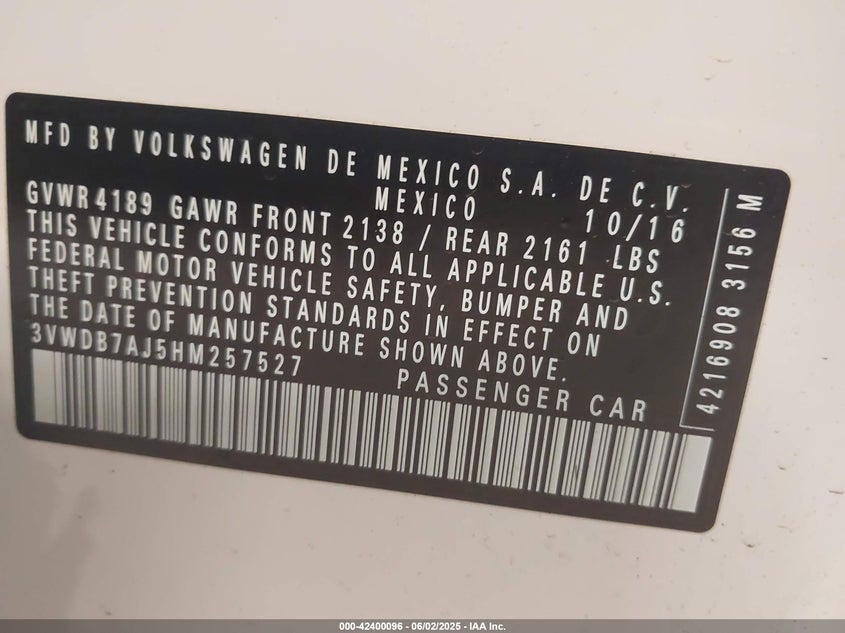 MFD BY VOLKSWAGEN DE MEXICO S.A. DE C.V.
MEXICO 10/16
GVWR 4189 GAWR FRONT 2138 / REAR 2161 LBS
THIS VEHICLE CONFORMS TO ALL APPLICABLE U.S.
FEDERAL MOTOR VEHICLE SAFETY, BUMPER AND
THEFT PREVENTION STANDARDS IN EFFECT ON
THE DATE OF MANUFACTURE SHOWN ABOVE.
3VWDB7AJ5HM257527
PASSENGER CAR
4216908 3156 M
000-42400096 - 06/02/2025 - IAA Inc.